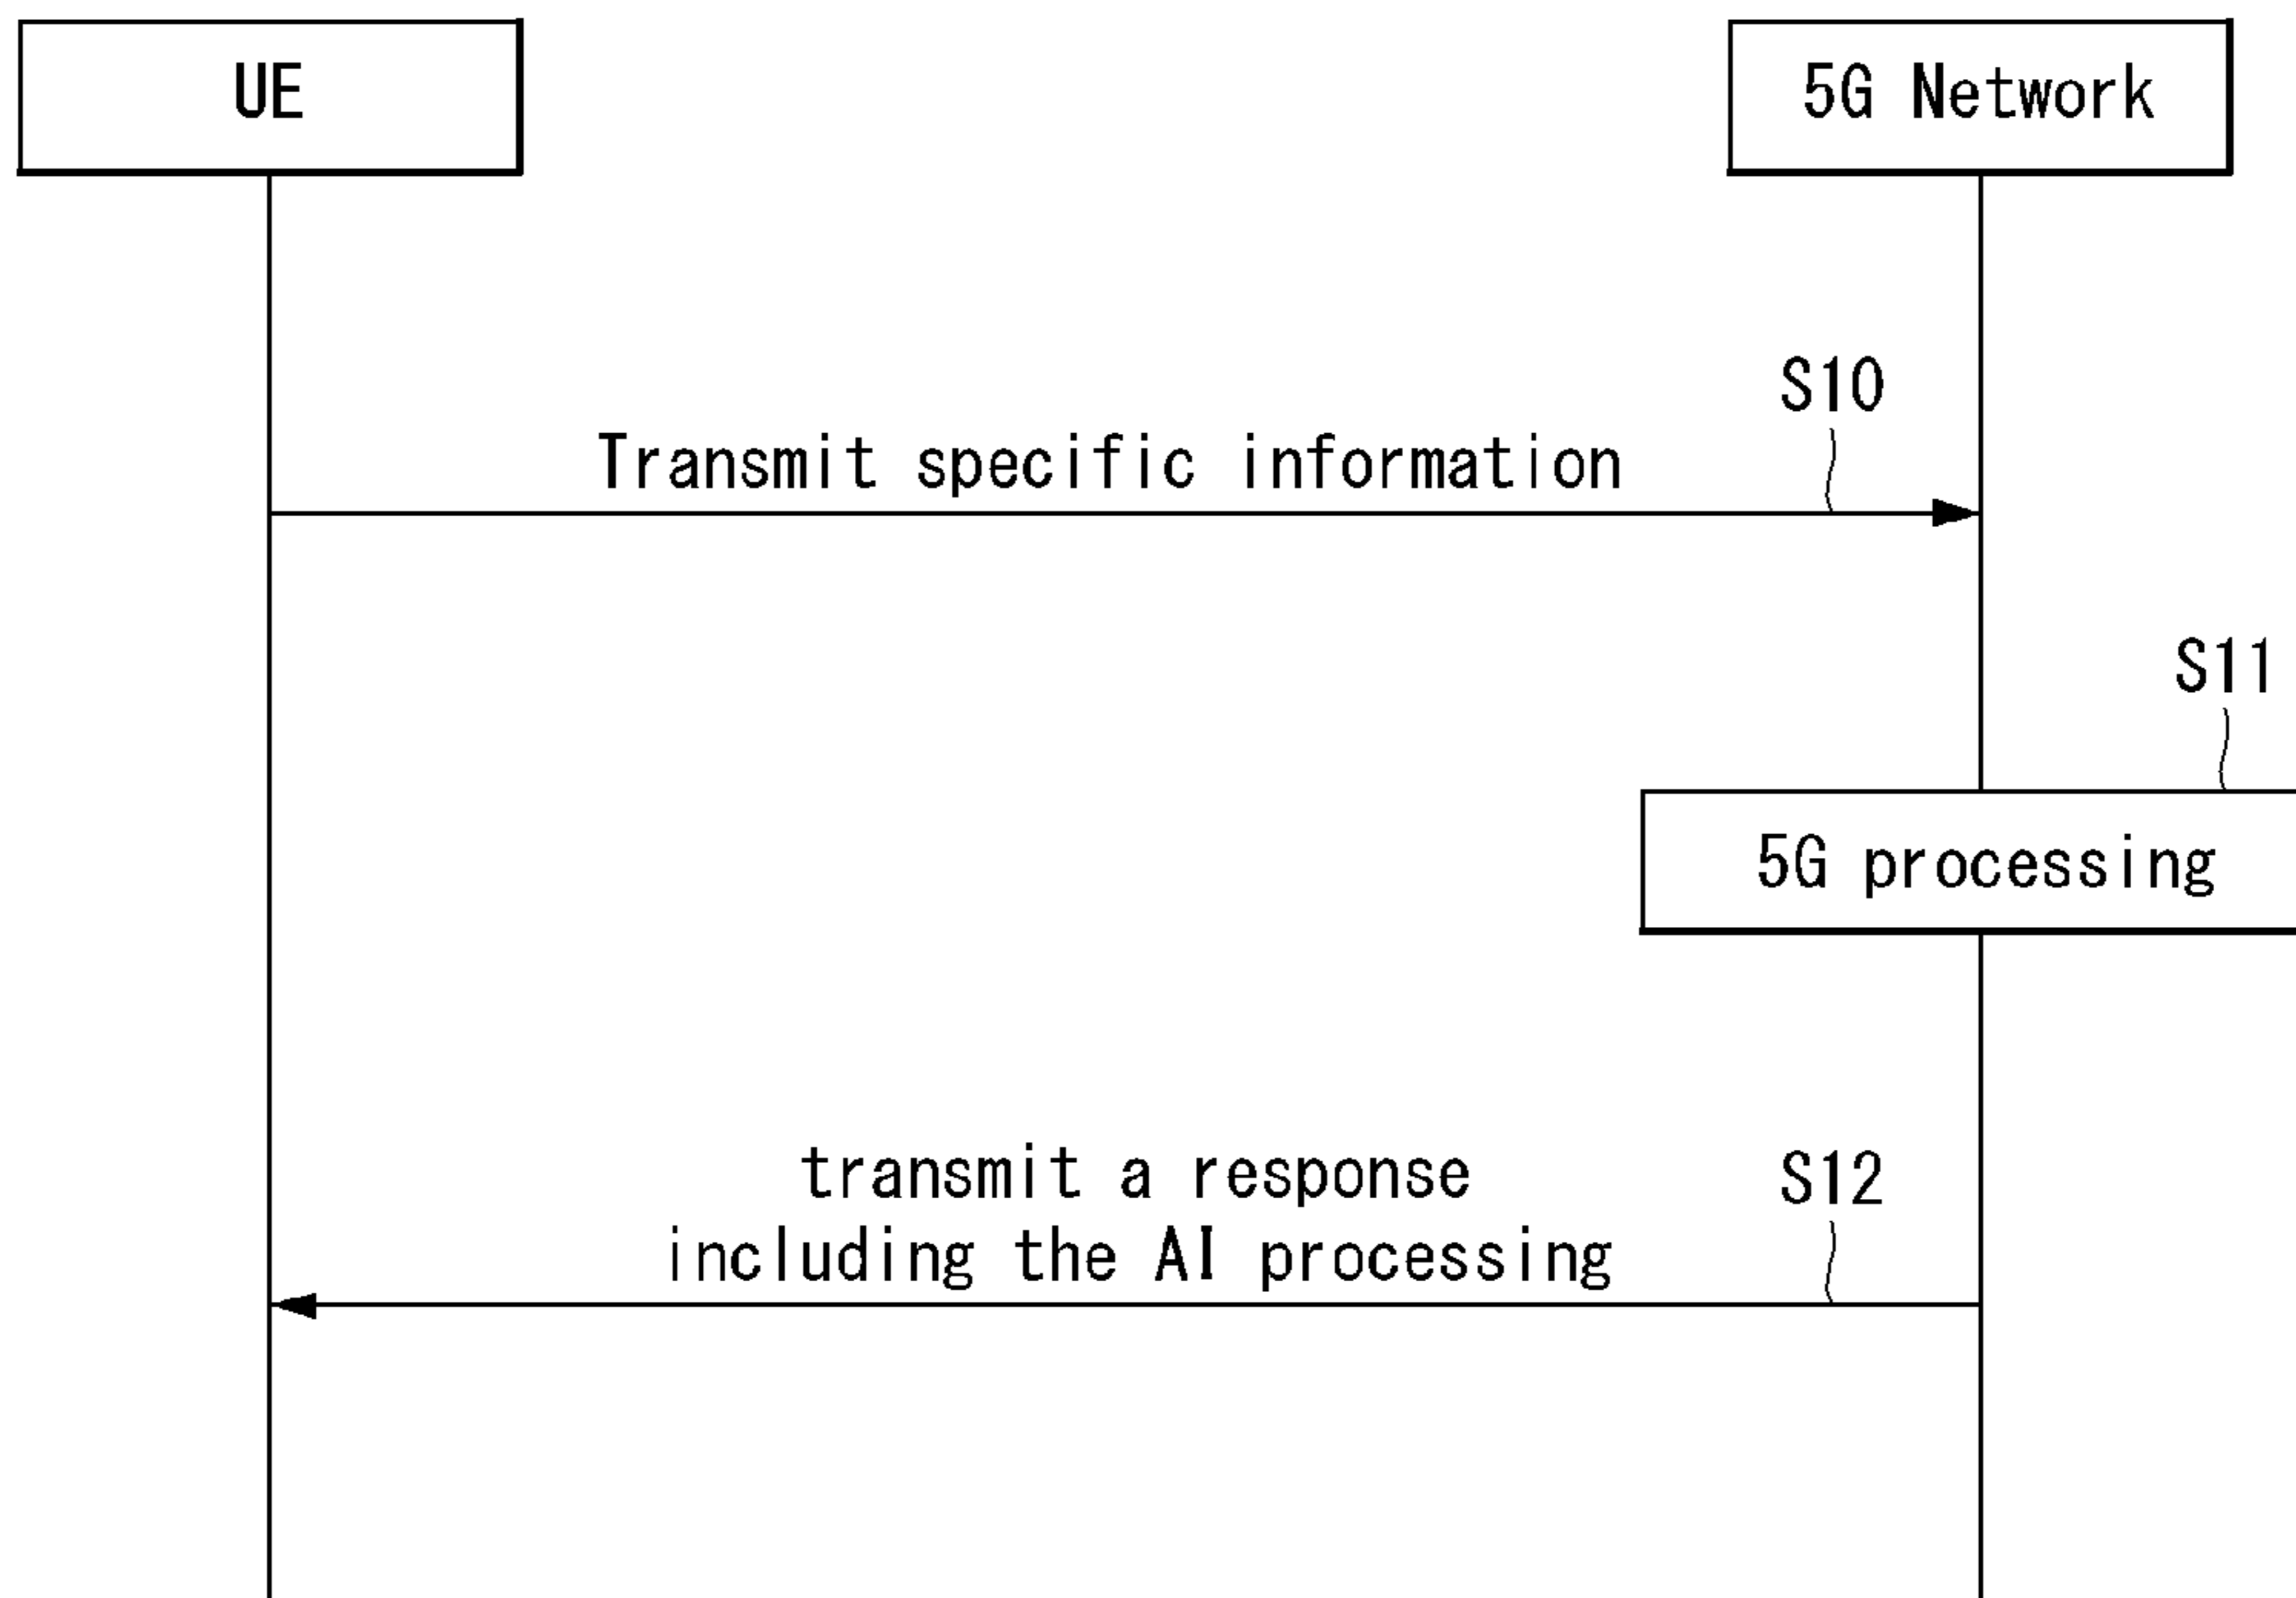 UE
5G Network
S10
Transmit specific information
S11
5G processing
transmit a response
S12
including the AI processing